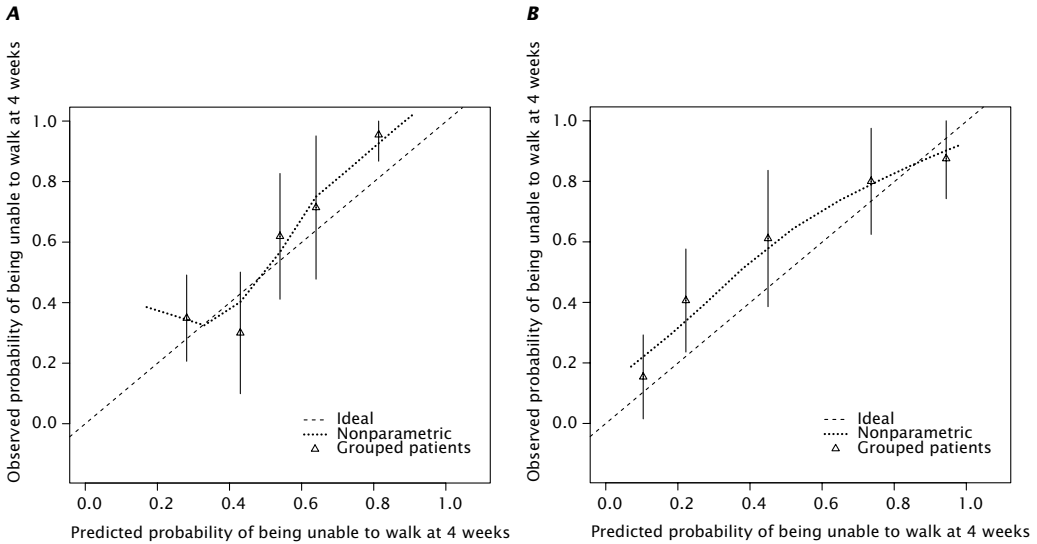 A
Observed probability of being unable to walk at 4 weeks
1.0
0.8
0.6
0.4
0.2
0.0
Ideal
Nonparametric
Grouped patients
0.0 0.2 0.4 0.6 0.8 1.0
Predicted probability of being unable to walk at 4 weeks
B
Observed probability of being unable to walk at 4 weeks
1.0
0.8
0.6
0.4
0.2
0.0
Ideal
Nonparametric
Grouped patients
0.0 0.2 0.4 0.6 0.8 1.0
Predicted probability of being unable to walk at 4 weeks